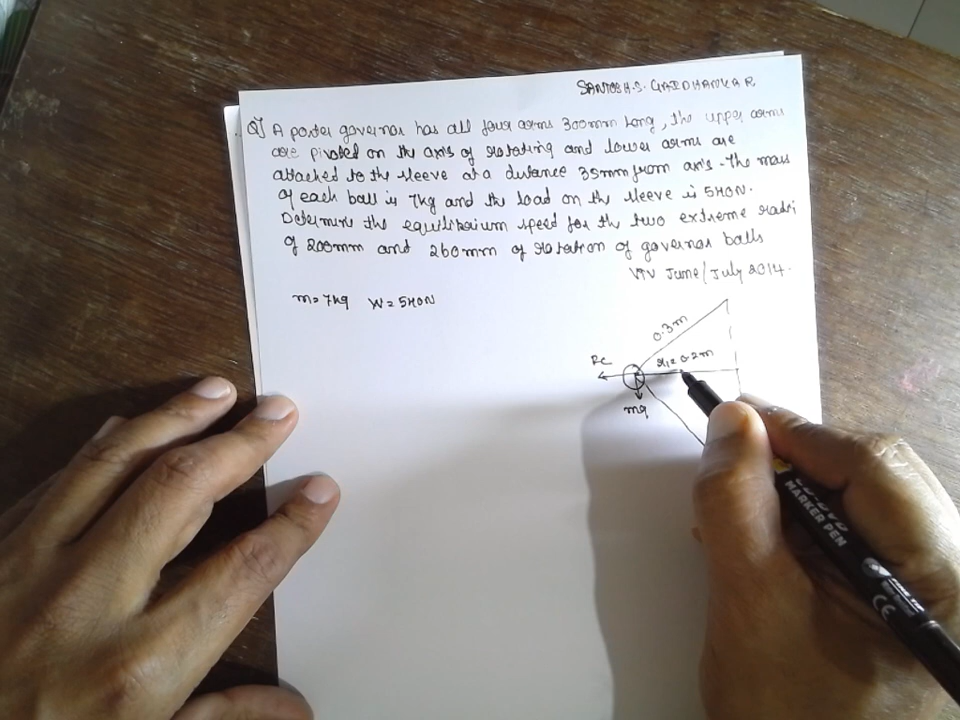 SANTOSH.S. GAIDHANKAR
Q] A porter governor has all four arms 300mm long, the upper arms
are pivoted on the axis of rotating and lower arms are
attached to the sleeve at a distance 35mm from axis. The mass
of each ball is 7kg and the load on the sleeve is 540N.
Determine the equilibrium speed for the two extreme radii
of 200mm and 260mm of rotation of governor balls
VTV June/July 2014.
m=7kg W=540N
0.3m
Fc r1=0.2m
mg
MARKER PEN
CE